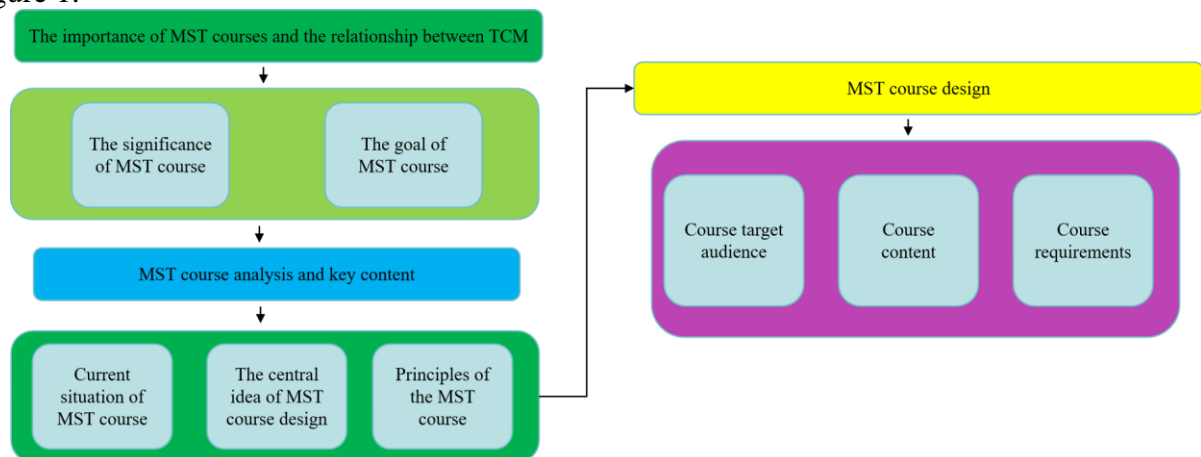 The importance of MST courses and the relationship between TCM
The significance
of MST course
The goal
of MST course
MST course analysis and key content
Current
situation of
MST course
The central
idea of MST
course design
Principles of
the MST
course
MST course design
Course target
audience
Course
content
Course
requirements